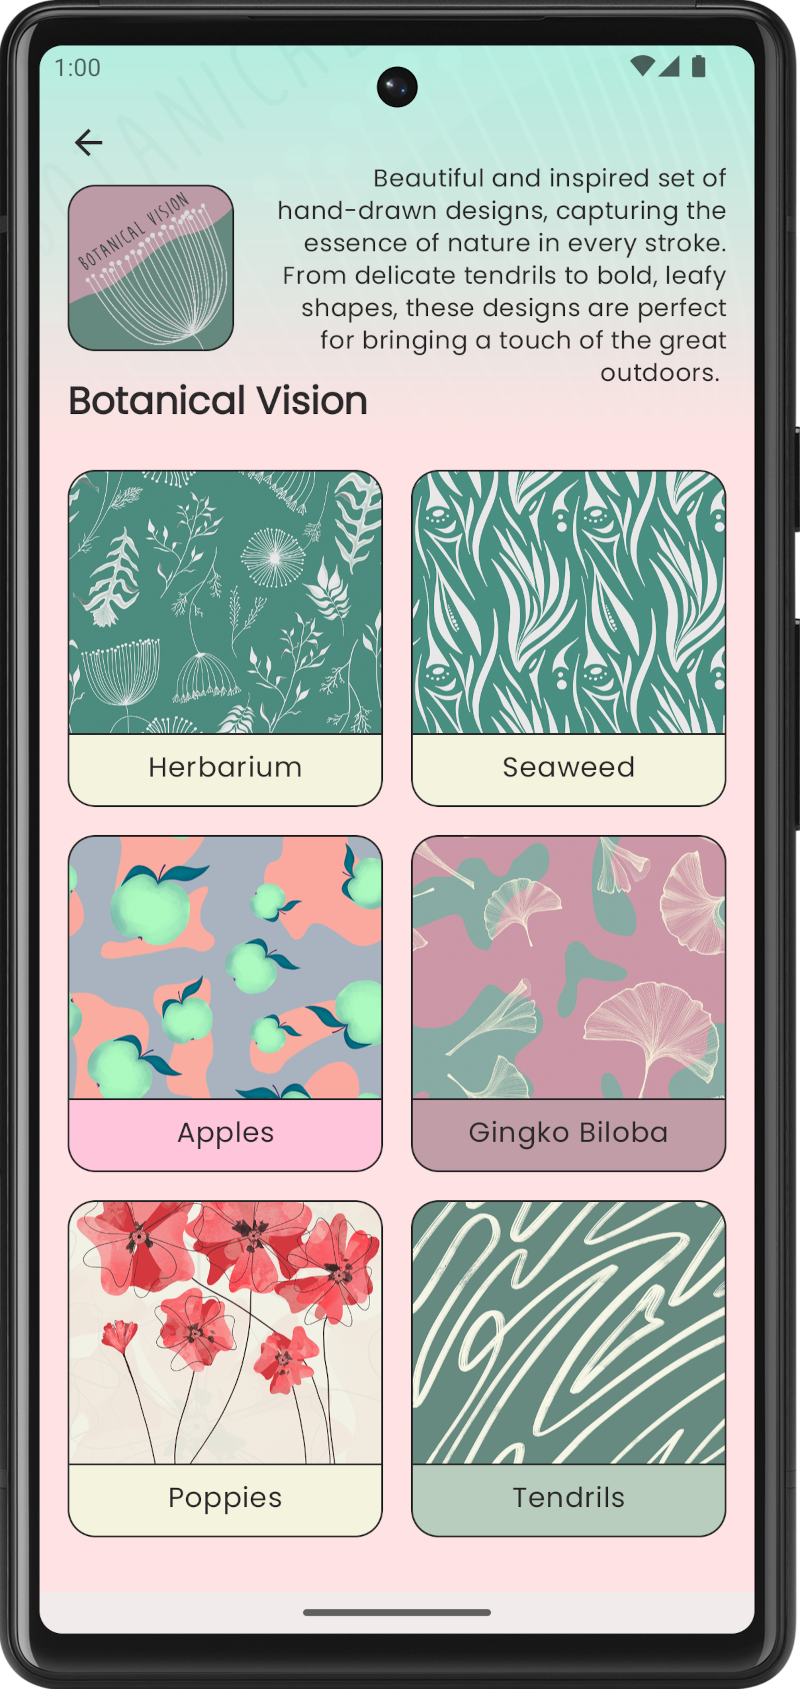 1:00
BOTANICAL
BOTANICAL VISION
Beautiful and inspired set of
hand-drawn designs, capturing the
essence of nature in every stroke.
From delicate tendrils to bold, leafy
shapes, these designs are perfect
for bringing a touch of the great
outdoors.
Botanical Vision
Herbarium
Seaweed
Apples
Gingko Biloba
Poppies
Tendrils